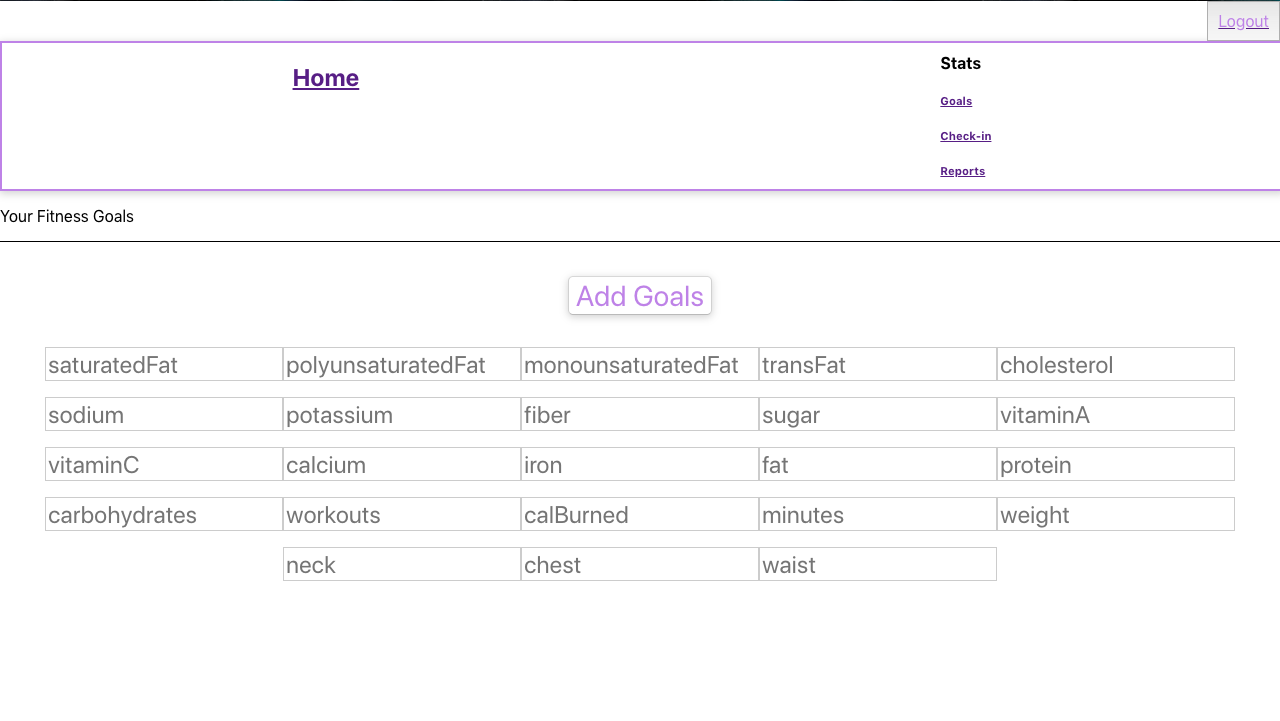 Logout
Home
Stats
Goals
Check-in
Reports
Your Fitness Goals
Add Goals
saturatedFat polyunsaturatedFat monounsaturatedFat transFat cholesterol
sodium potassium fiber sugar vitaminA
vitaminC calcium iron fat protein
carbohydrates workouts calBurned minutes weight
neck chest waist